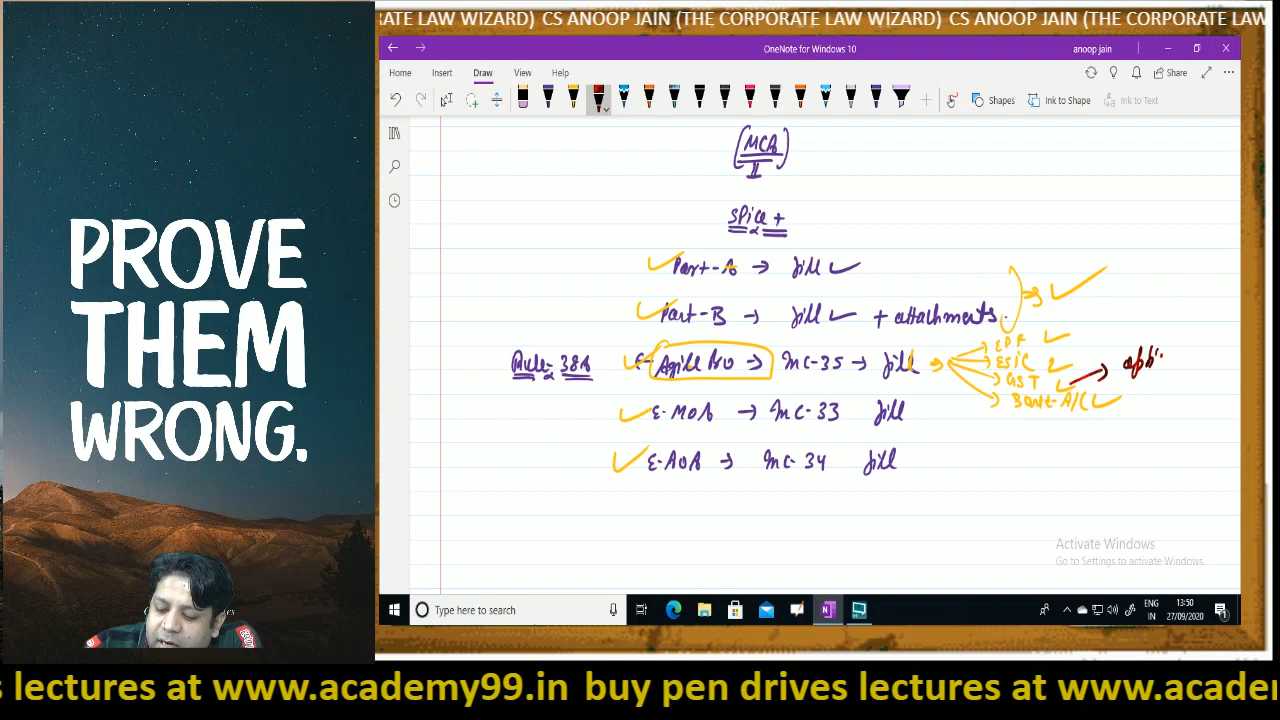 RATE LAW WIZARD) CS ANOOP JAIN (THE CORPORATE LAW WIZARD) CS ANOOP JAIN (THE CORPORATE LAW
OneNote for Windows 10
anoop jain
Home Insert Draw View Help
Share
Shapes Ink to Shape Ink to Text
(MCA)
SPice +
Part-A → fill
Part-B → fill + attachments.
Rule-38A E-Agile Pro → INC-35 → fill
EPF
ESIC
GST → appli
Bank-A/C
E-MOA → INC-33 fill
E-AOA → INC-34 fill
PROVE
THEM
WRONG.
Activate Windows
Go to Settings to activate Windows.
Type here to search
ENG
IN
13:50
27/09/2020
s lectures at www.academy99.in buy pen drives lectures at www.acade